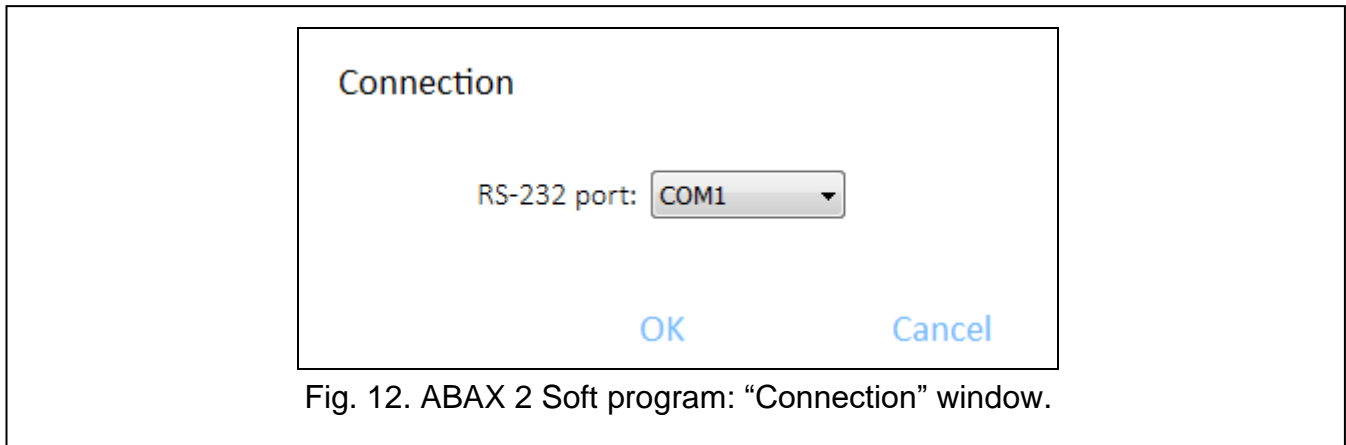 Connection
RS-232 port: COM1
OK Cancel
Fig. 12. ABAX 2 Soft program: “Connection” window.